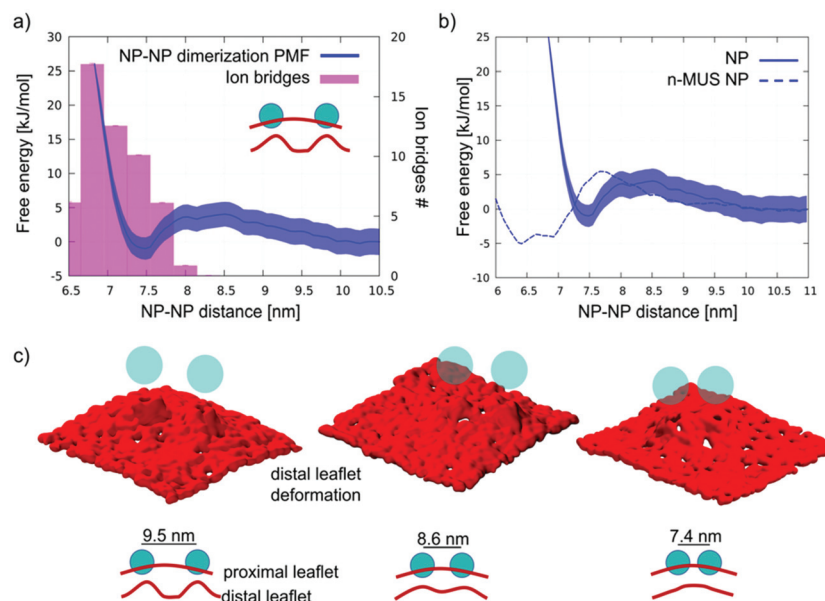 a)
NP-NP dimerization PMF
Ion bridges
Free energy [kJ/mol]
30
25
20
15
10
5
0
-5
20
15
10
5
0
Ion bridges #
6.5 7 7.5 8 8.5 9 9.5 10 10.5
NP-NP distance [nm]
b)
NP
n-MUS NP
Free energy [kJ/mol]
25
20
15
10
5
0
-5
-10
6 6.5 7 7.5 8 8.5 9 9.5 10 10.5 11
NP-NP distance [nm]
c)
distal leaflet
deformation
9.5 nm
8.6 nm
7.4 nm
proximal leaflet
distal leaflet